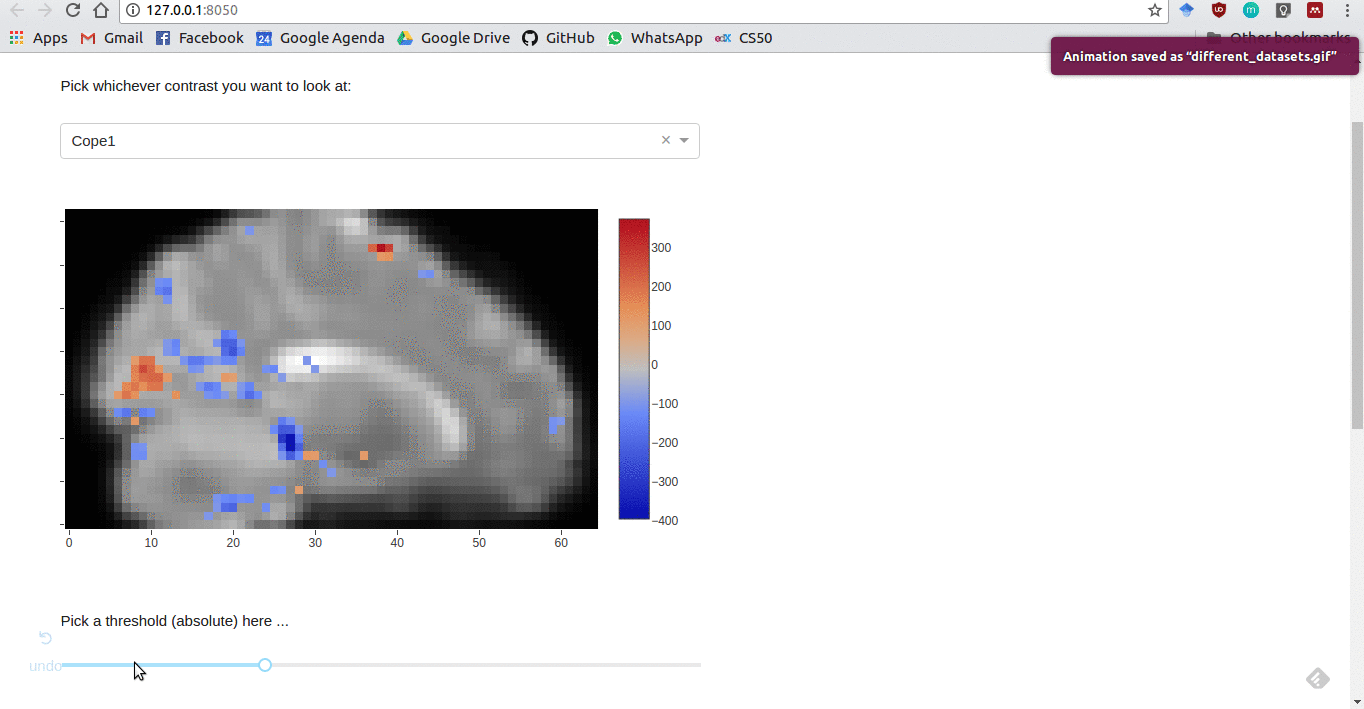 127.0.0.1:8050
Apps Gmail Facebook 24 Google Agenda Google Drive GitHub WhatsApp edX CS50 Other bookmarks
Animation saved as “different_datasets.gif”
Pick whichever contrast you want to look at:
Cope1
300
200
100
0
−100
−200
−300
−400
0 10 20 30 40 50 60
Pick a threshold (absolute) here ...
undo